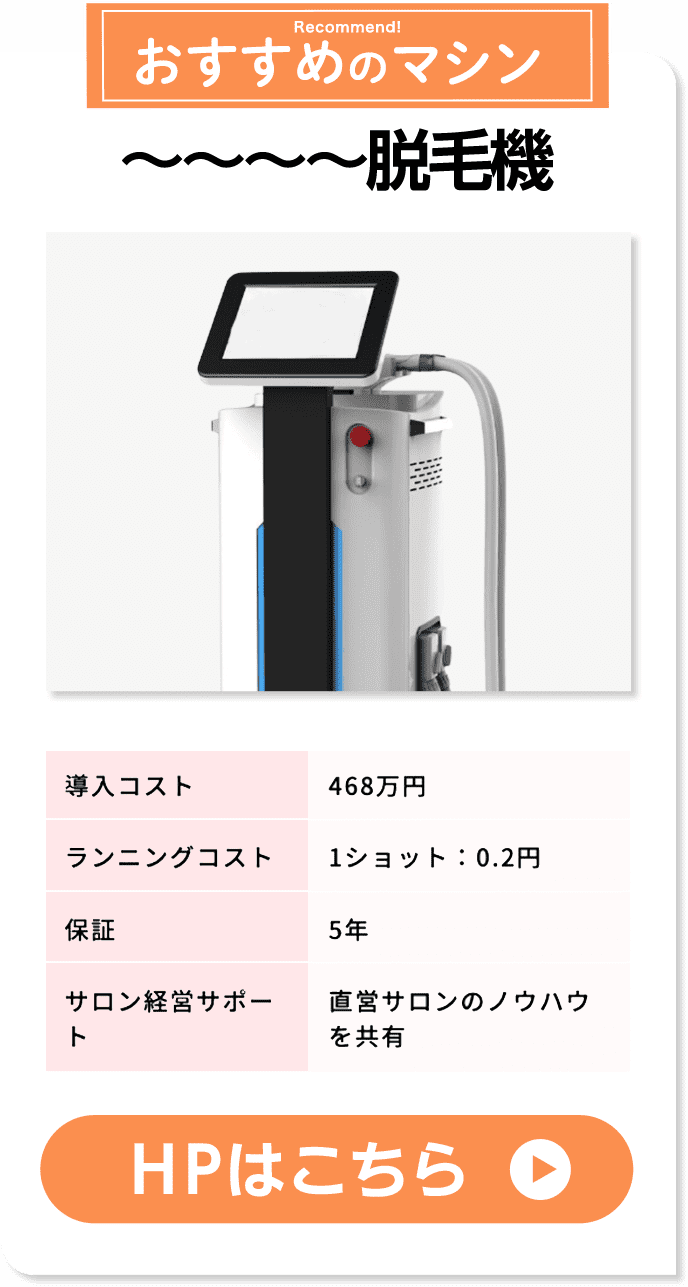 Recommend!
おすすめのマシン
〜〜〜〜脱毛機
導入コスト
468万円
ランニングコスト
1ショット：0.2円
保証
5年
サロン経営サポー
ト
直営サロンのノウハウ
を共有
HPはこちら